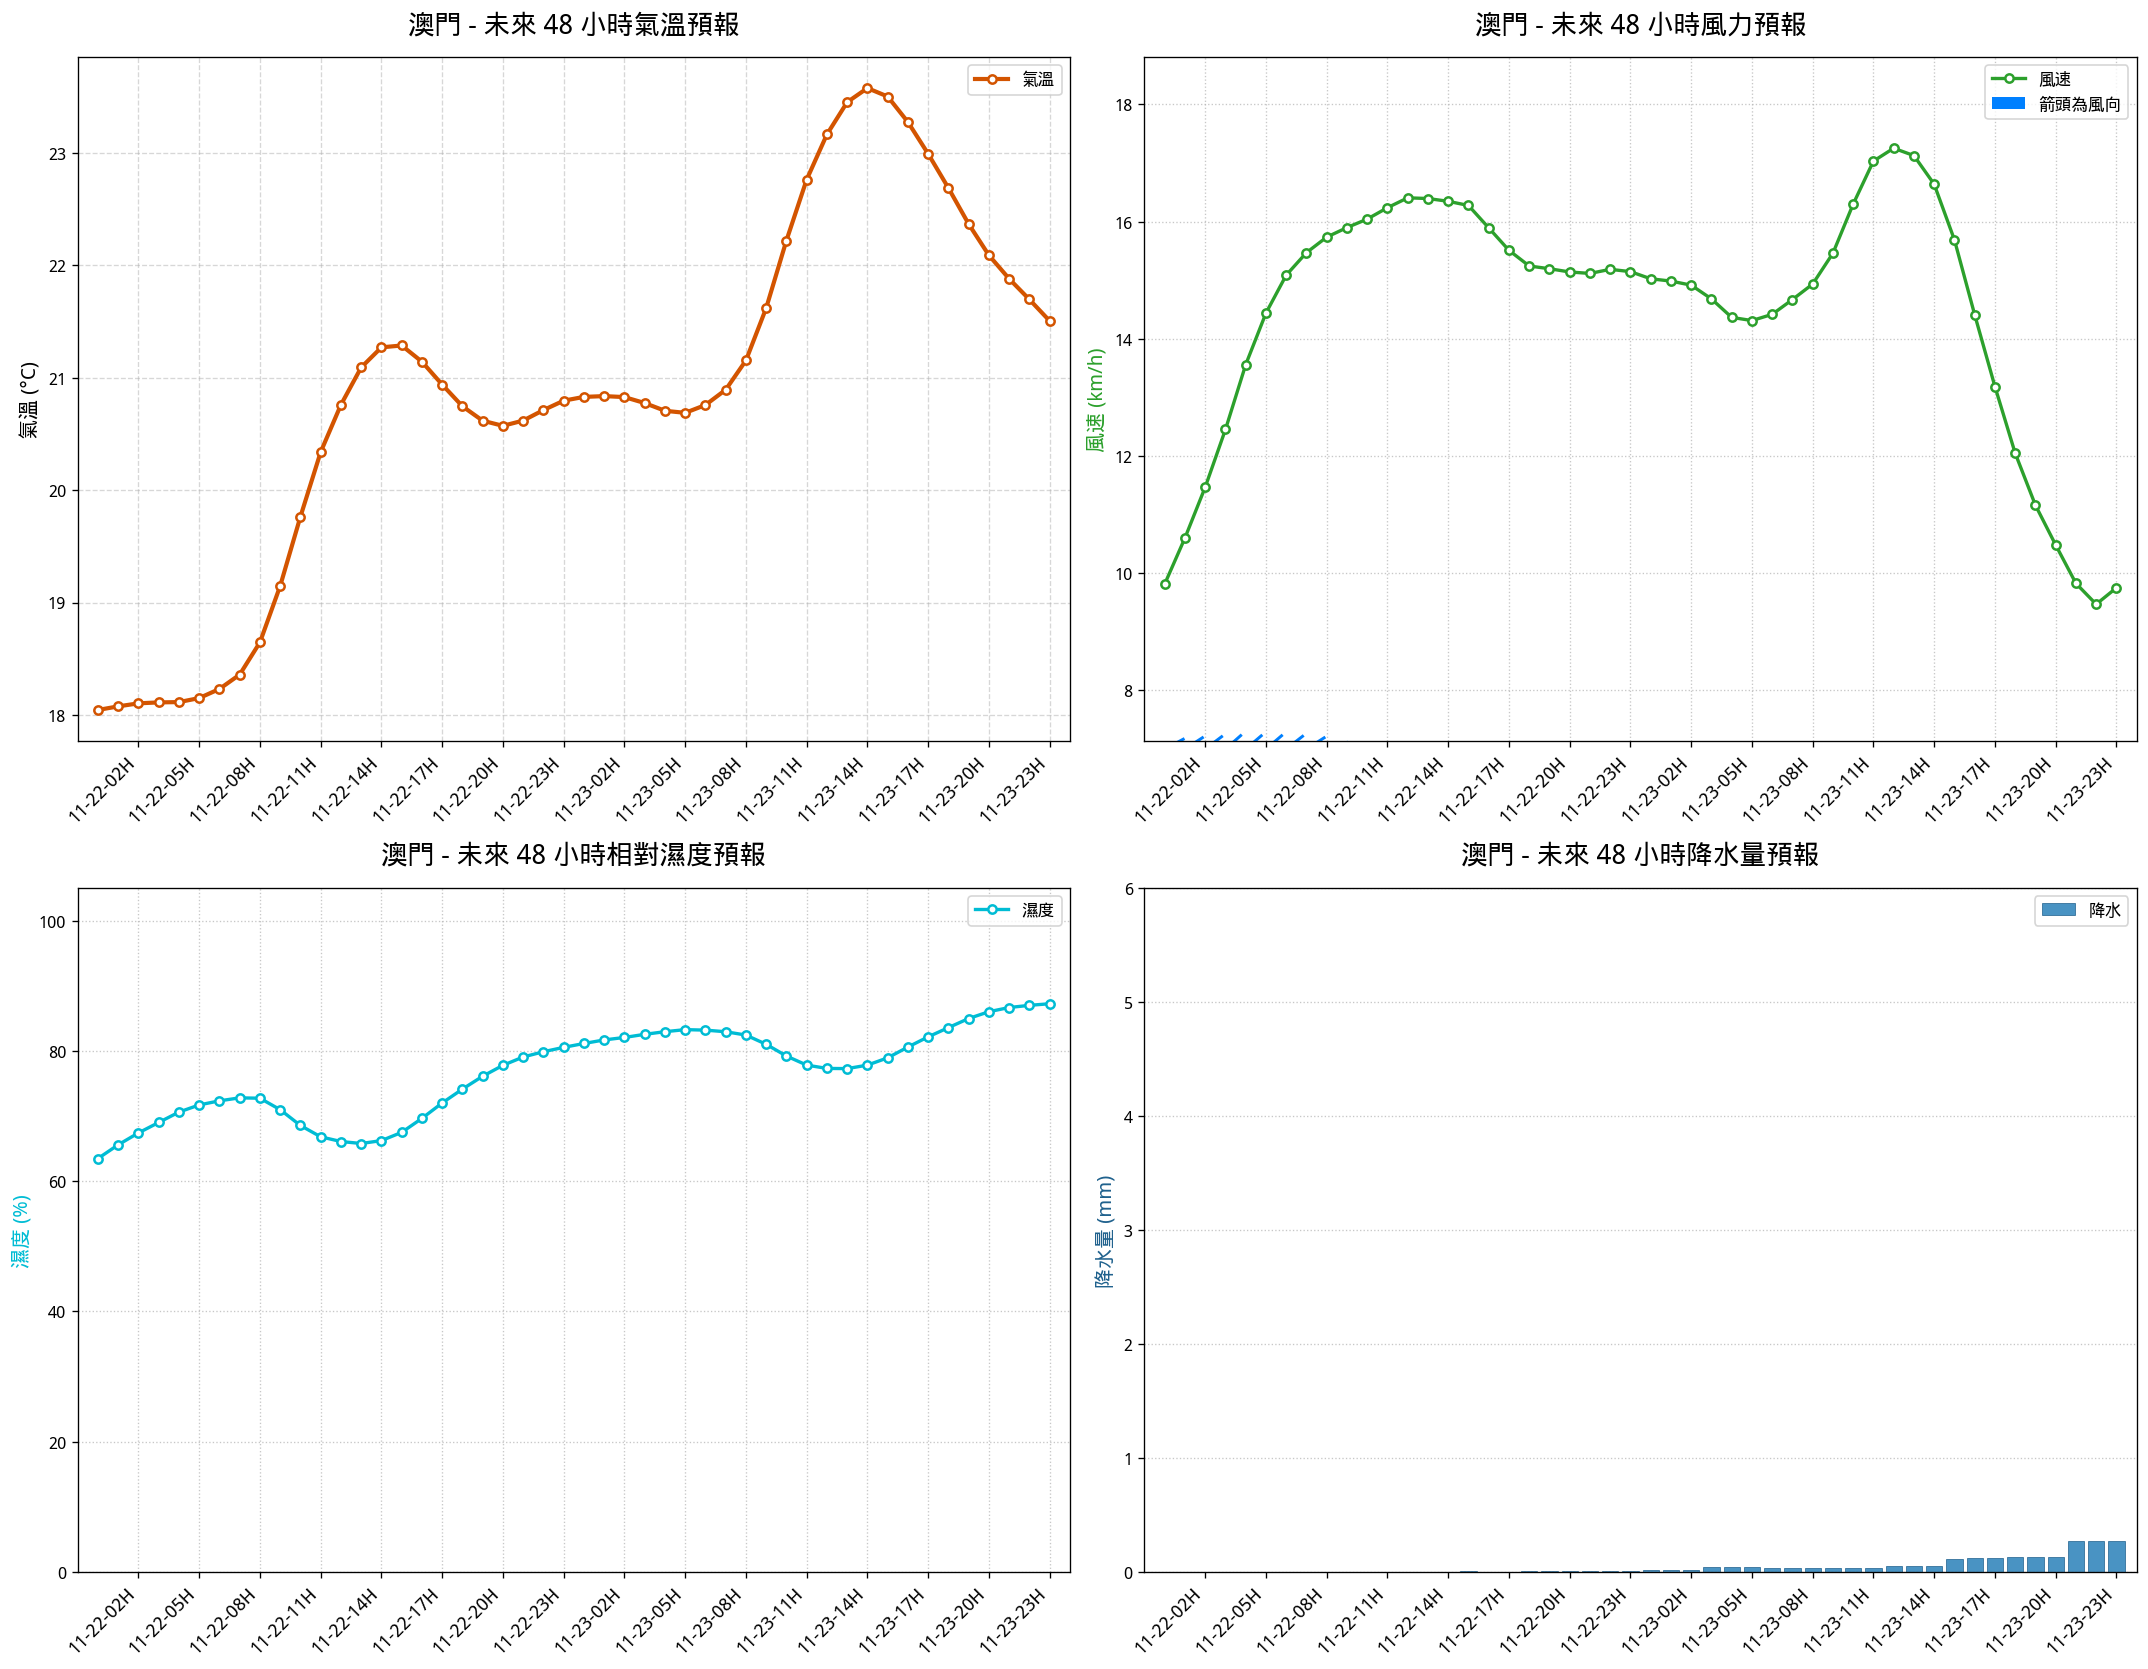 澳門 - 未來 48 小時氣溫預報
氣溫
氣溫 (°C)
23
22
21
20
19
18
11-22-02H
11-22-05H
11-22-08H
11-22-11H
11-22-14H
11-22-17H
11-22-20H
11-22-23H
11-23-02H
11-23-05H
11-23-08H
11-23-11H
11-23-14H
11-23-17H
11-23-20H
11-23-23H
澳門 - 未來 48 小時風力預報
風速
箭頭為風向
風速 (km/h)
18
16
14
12
10
8
11-22-02H
11-22-05H
11-22-08H
11-22-11H
11-22-14H
11-22-17H
11-22-20H
11-22-23H
11-23-02H
11-23-05H
11-23-08H
11-23-11H
11-23-14H
11-23-17H
11-23-20H
11-23-23H
澳門 - 未來 48 小時相對濕度預報
濕度
濕度 (%)
100
80
60
40
20
0
11-22-02H
11-22-05H
11-22-08H
11-22-11H
11-22-14H
11-22-17H
11-22-20H
11-22-23H
11-23-02H
11-23-05H
11-23-08H
11-23-11H
11-23-14H
11-23-17H
11-23-20H
11-23-23H
澳門 - 未來 48 小時降水量預報
降水
降水量 (mm)
6
5
4
3
2
1
0
11-22-02H
11-22-05H
11-22-08H
11-22-11H
11-22-14H
11-22-17H
11-22-20H
11-22-23H
11-23-02H
11-23-05H
11-23-08H
11-23-11H
11-23-14H
11-23-17H
11-23-20H
11-23-23H